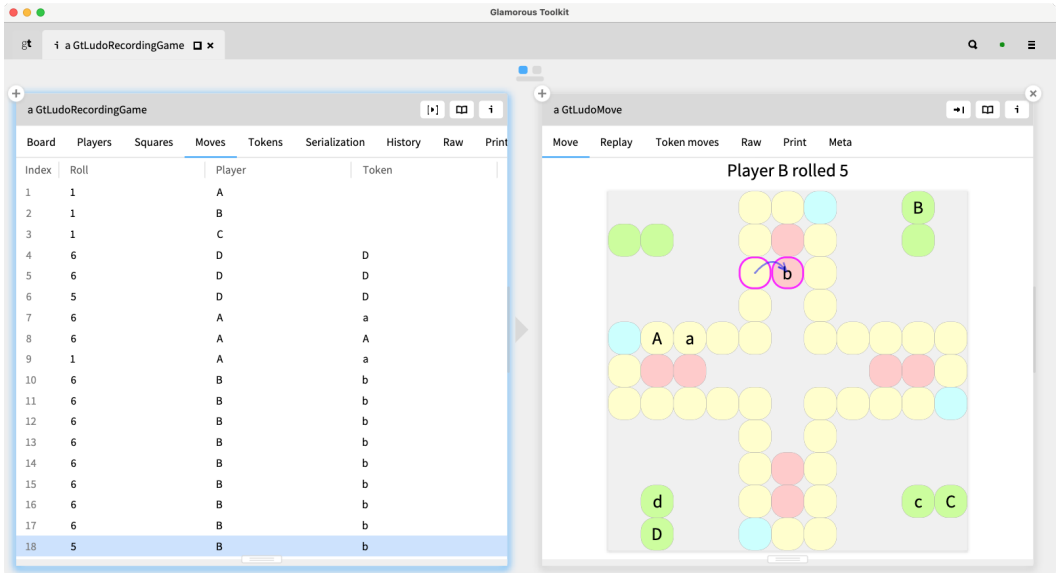 Glamorous Toolkit
gt i a GtLudoRecordingGame
a GtLudoRecordingGame i
Board Players Squares Moves Tokens Serialization History Raw Print
Index Roll Player Token
1 1 A
2 1 B
3 1 C
4 6 D D
5 6 D D
6 5 D D
7 6 A a
8 6 A A
9 1 A a
10 6 B b
11 6 B b
12 6 B b
13 6 B b
14 6 B b
15 6 B b
16 6 B b
17 6 B b
18 5 B b
a GtLudoMove i
Move Replay Token moves Raw Print Meta
Player B rolled 5
B
b
A a
d c C
D